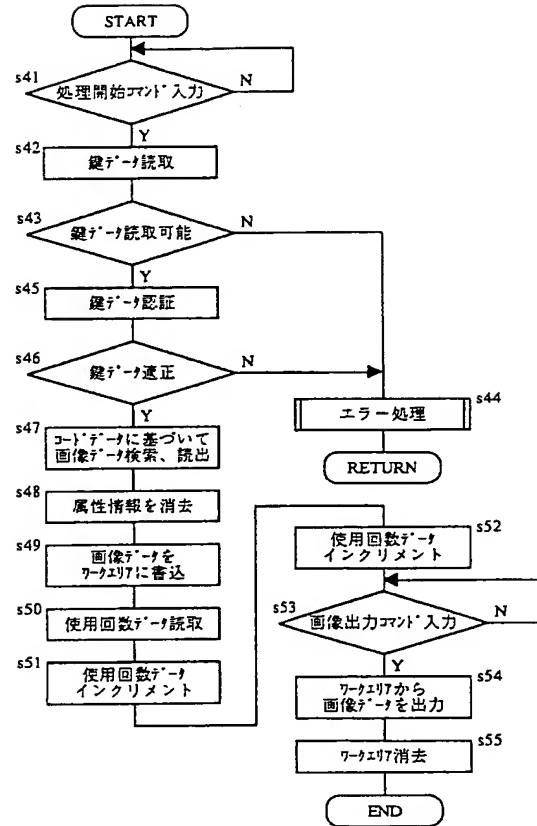 START
s41
処理開始コマンド入力
N
Y
s42
鍵データ読取
s43
鍵データ読取可能
N
Y
s45
鍵データ認証
s46
鍵データ適正
N
Y
s44
エラー処理
RETURN
s47
コードデータに基づいて
画像データ検索、読出
s48
属性情報を消去
s49
画像データを
ワークエリアに書込
s50
使用回数データ読取
s51
使用回数データ
インクリメント
s52
使用回数データ
インクリメント
s53
画像出力コマンド入力
N
Y
s54
ワークエリアから
画像データを出力
s55
ワークエリア消去
END